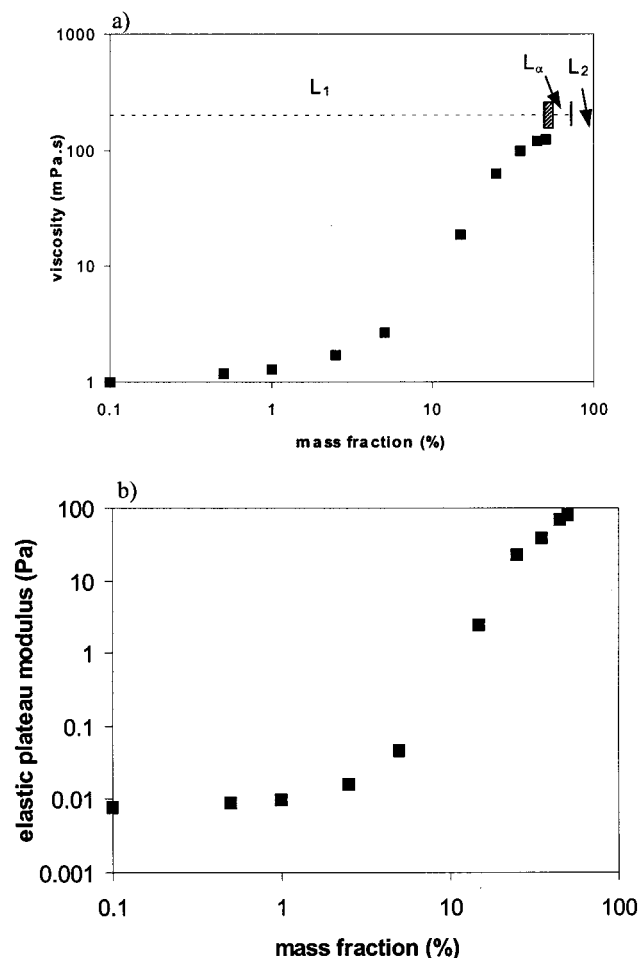 a)
1000
100
10
1
viscosity (mPa.s)
L₁
Lα
L₂
0.1 1 10 100
mass fraction (%)
b)
100
10
1
0.1
0.01
0.001
elastic plateau modulus (Pa)
0.1 1 10 100
mass fraction (%)